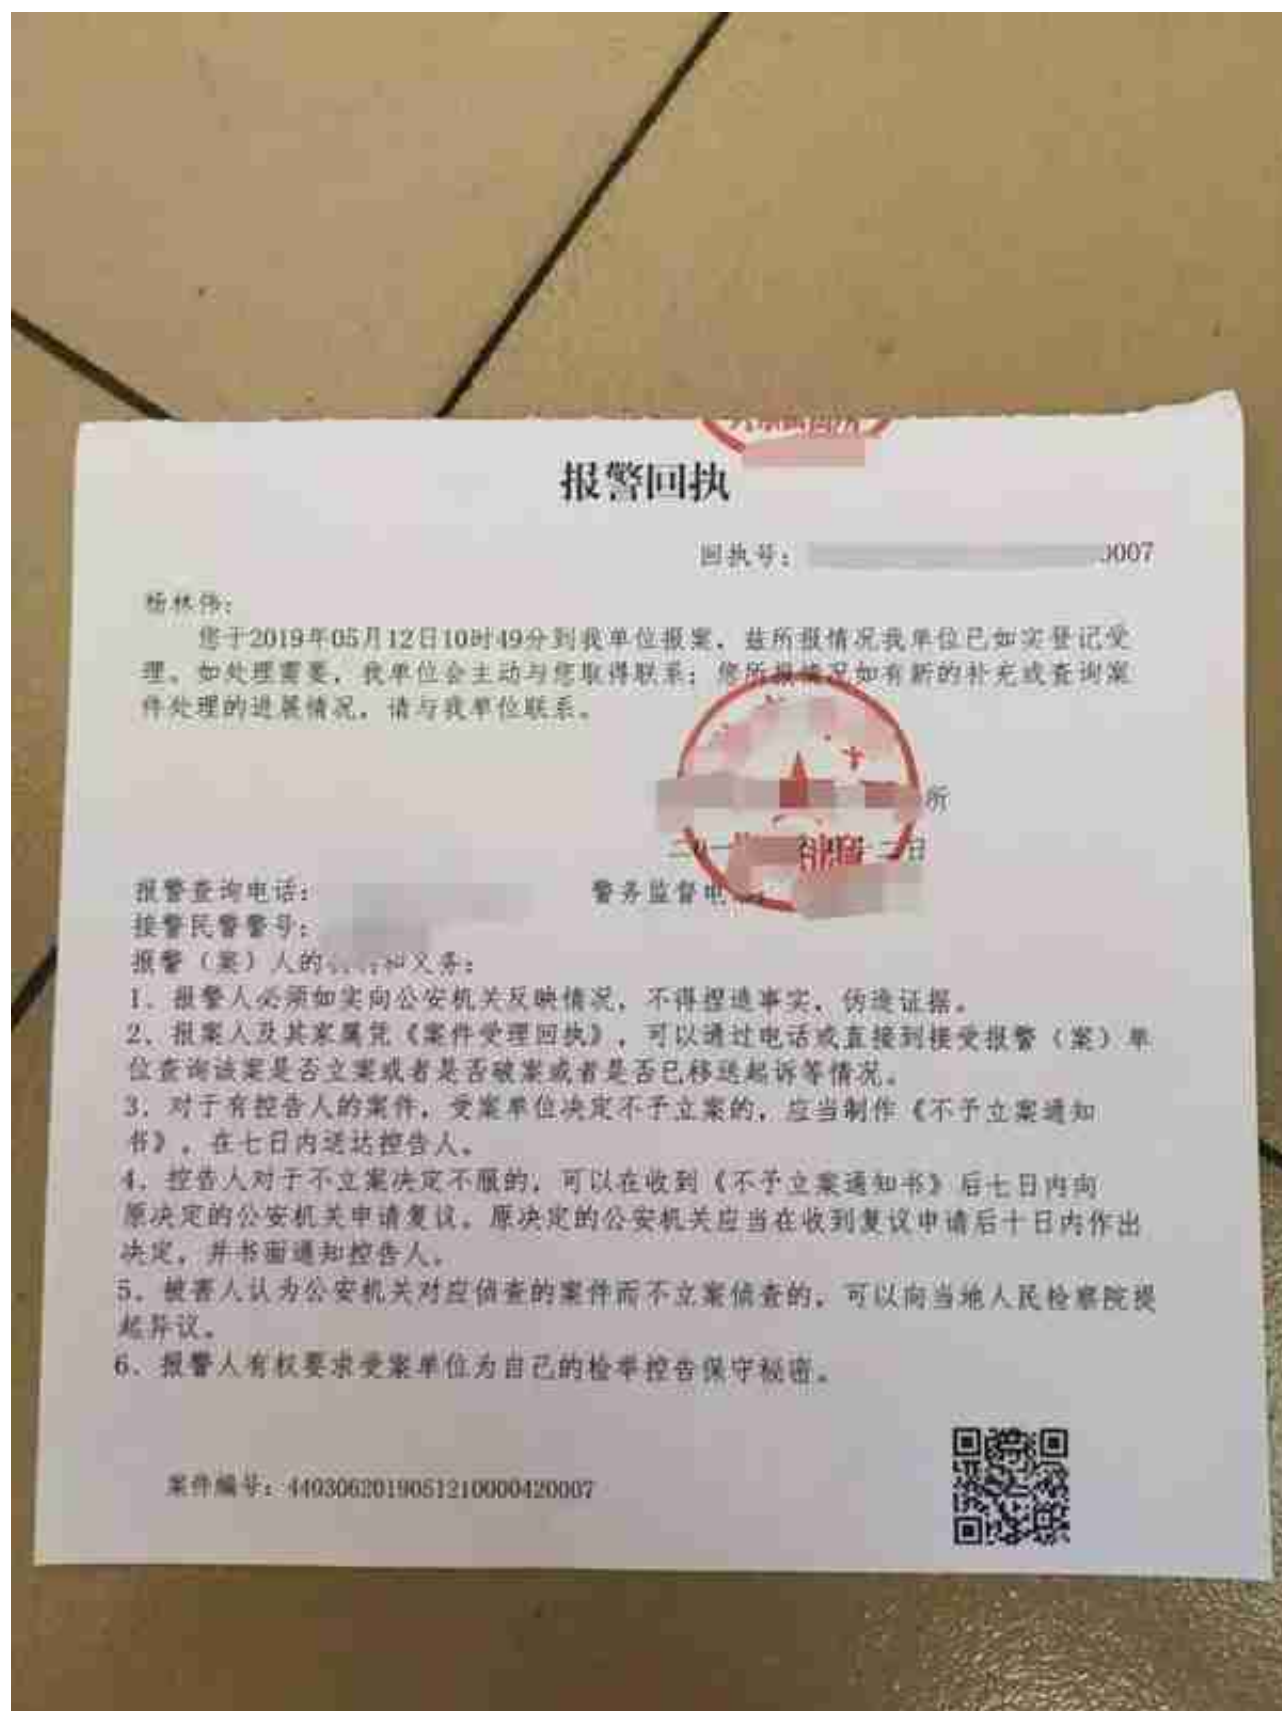 报警回执
回执号：
0007
杨林伟：
您于2019年05月12日10时49分到我单位报案，兹所报情况我单位已如实登记受
理。如处理需要，我单位会主动与您取得联系；您所报情况如有新的补充或查询案
件处理的进展情况，请与我单位联系。
所
报警查询电话：
警务监督电
接警民警警号：
报警（案）人的
和义务：
1、报警人必须如实向公安机关反映情况，不得捏造事实，伪造证据。
2、报案人及其家属凭《案件受理回执》，可以通过电话或直接到接受报警（案）单
位查询该案是否立案或者是否破案或者是否已移送起诉等情况。
3、对于有控告人的案件，受案单位决定不予立案的，应当制作《不予立案通知
书》，在七日内送达控告人。
4、控告人对于不立案决定不服的，可以在收到《不予立案通知书》后七日内向
原决定的公安机关申请复议。原决定的公安机关应当在收到复议申请后十日内作出
决定，并书面通知控告人。
5、被害人认为公安机关对应侦查的案件而不立案侦查的，可以向当地人民检察院提
起异议。
6、报警人有权要求受案单位为自己的检举控告保守秘密。
案件编号：4403062019051210000420007